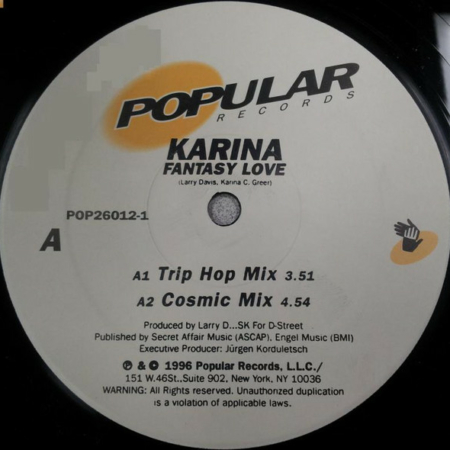 POPULAR
RECORDS
KARINA
FANTASY LOVE
(Larry Davis, Karina C. Greer)
POP26012-1
A
A1 Trip Hop Mix 3.51
A2 Cosmic Mix 4.54
Produced by Larry D...SK For D-Street
Published by Secret Affair Music (ASCAP), Engel Music (BMI)
Executive Producer: Jürgen Korduletsch
℗ & © 1996 Popular Records, L.L.C./
151 W.46St..Suite 902, New York, NY 10036
WARNING: All Rights reserved. Unauthorized duplication
is a violation of applicable laws.